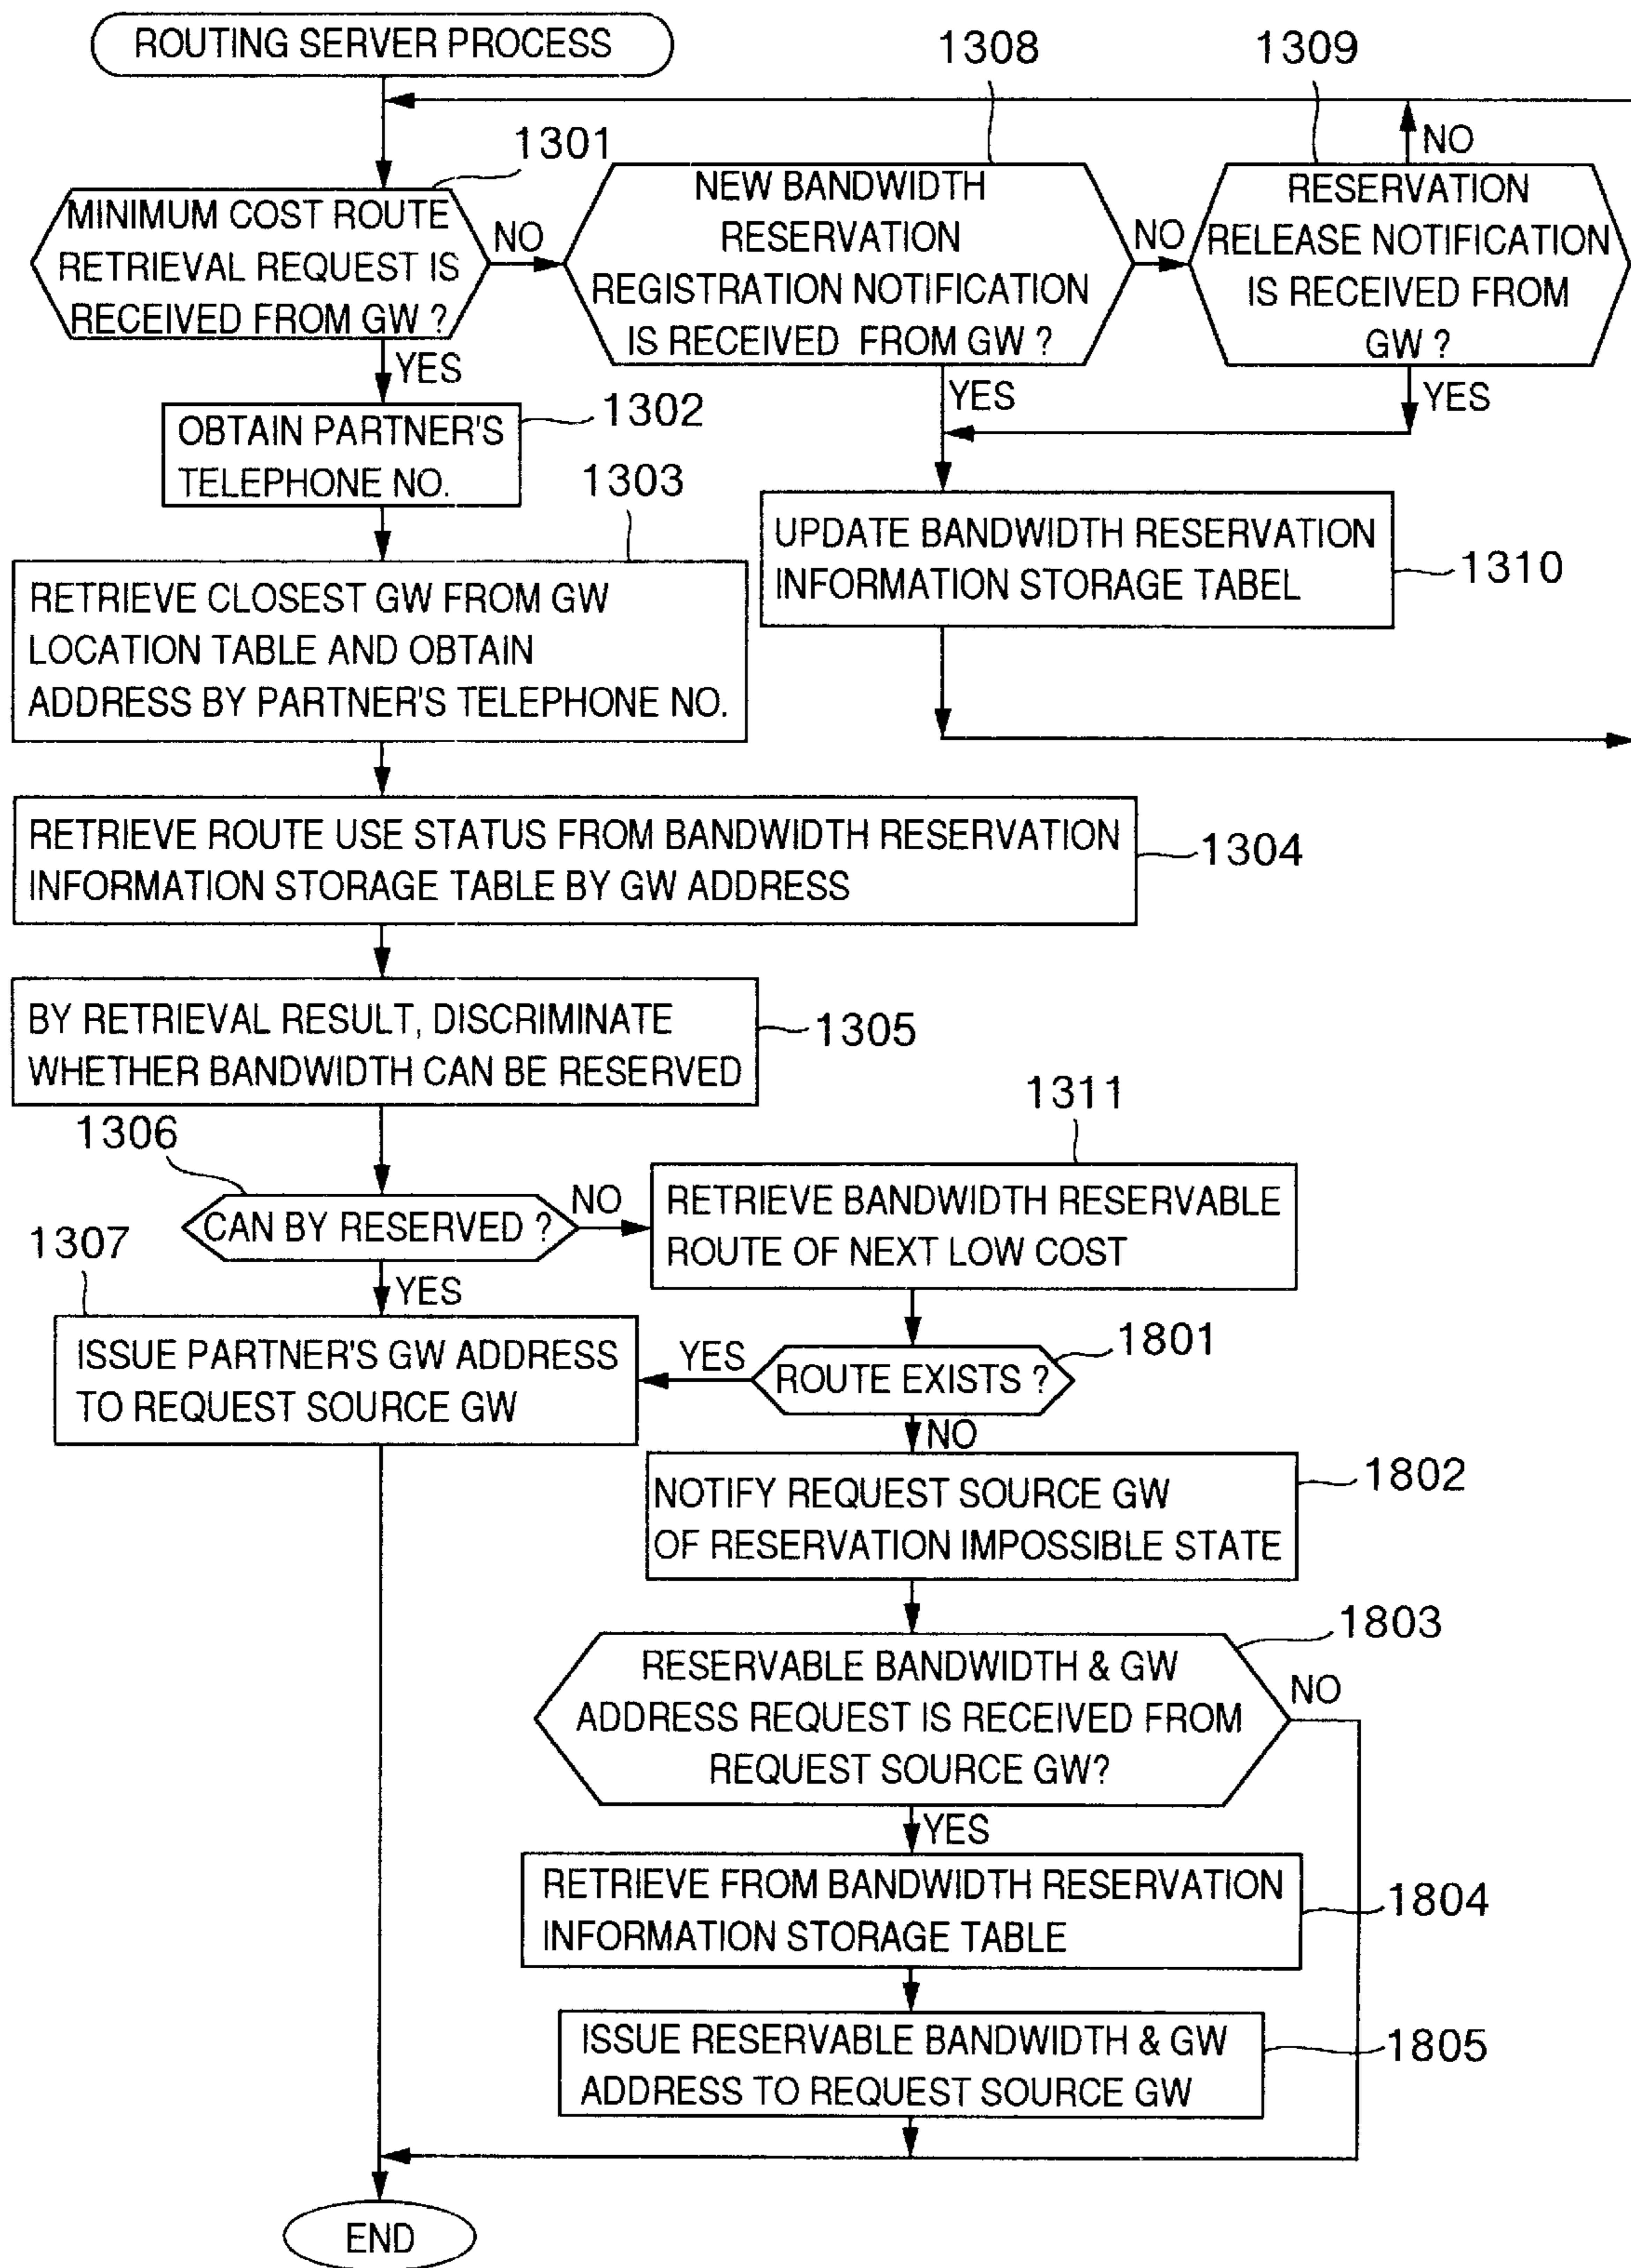 ROUTING SERVER PROCESS
1308
1309
1301
NO
MINIMUM COST ROUTE
RETRIEVAL REQUEST IS
RECEIVED FROM GW ?
NO
NEW BANDWIDTH
RESERVATION
REGISTRATION NOTIFICATION
IS RECEIVED FROM GW ?
NO
RESERVATION
RELEASE NOTIFICATION
IS RECEIVED FROM
GW ?
YES
YES
YES
OBTAIN PARTNER'S
TELEPHONE NO.
1302
1303
RETRIEVE CLOSEST GW FROM GW
LOCATION TABLE AND OBTAIN
ADDRESS BY PARTNER'S TELEPHONE NO.
UPDATE BANDWIDTH RESERVATION
INFORMATION STORAGE TABEL
1310
RETRIEVE ROUTE USE STATUS FROM BANDWIDTH RESERVATION
INFORMATION STORAGE TABLE BY GW ADDRESS
1304
BY RETRIEVAL RESULT, DISCRIMINATE
WHETHER BANDWIDTH CAN BE RESERVED
1305
1306
1311
CAN BY RESERVED ?
NO
RETRIEVE BANDWIDTH RESERVABLE
ROUTE OF NEXT LOW COST
1307
YES
ISSUE PARTNER'S GW ADDRESS
TO REQUEST SOURCE GW
YES
ROUTE EXISTS ?
1801
NO
NOTIFY REQUEST SOURCE GW
OF RESERVATION IMPOSSIBLE STATE
1802
1803
RESERVABLE BANDWIDTH & GW
ADDRESS REQUEST IS RECEIVED FROM
REQUEST SOURCE GW?
NO
YES
RETRIEVE FROM BANDWIDTH RESERVATION
INFORMATION STORAGE TABLE
1804
ISSUE RESERVABLE BANDWIDTH & GW
ADDRESS TO REQUEST SOURCE GW
1805
END